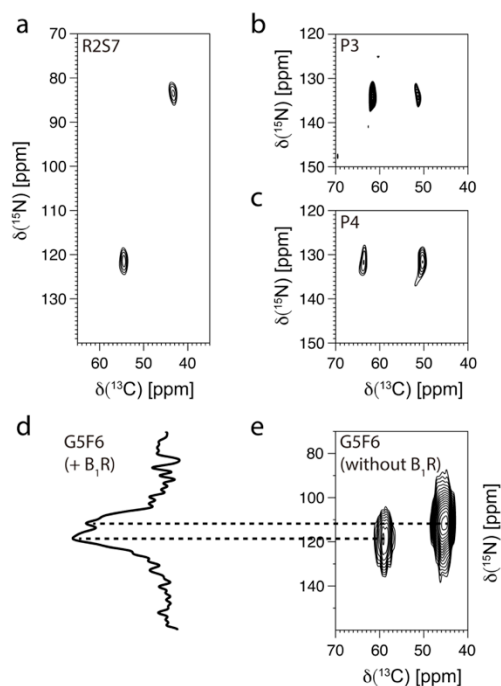 a
R2S7
70
80
90
100
110
120
130
δ(¹⁵N) [ppm]
60
50
40
δ(¹³C) [ppm]
b
P3
120
130
140
150
δ(¹⁵N) [ppm]
70
60
50
40
c
P4
120
130
140
150
δ(¹⁵N) [ppm]
70
60
50
40
δ(¹³C) [ppm]
d
G5F6
(+ B₁R)
e
G5F6
(without B₁R)
80
100
120
140
δ(¹⁵N) [ppm]
70
60
50
40
δ(¹³C) [ppm]